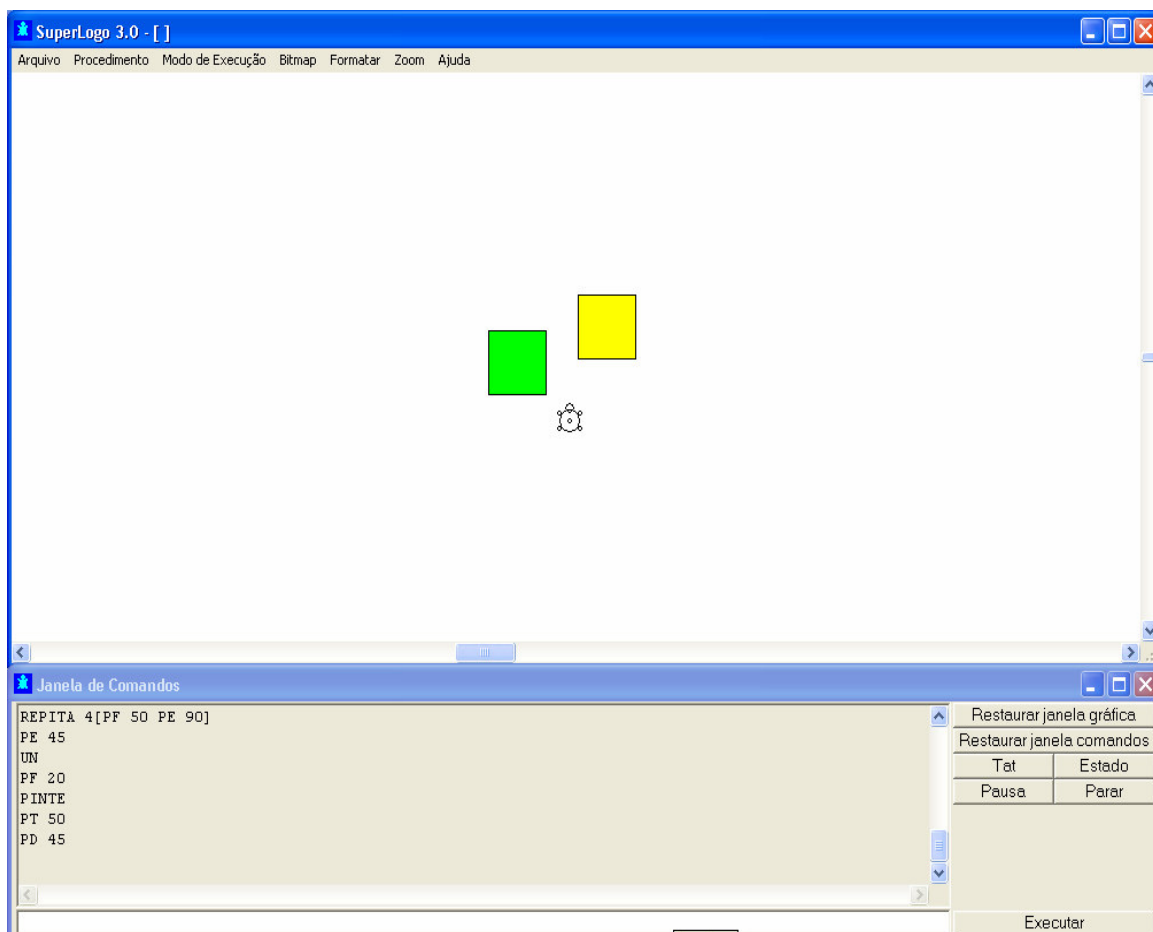 SuperLogo 3.0 - [ ]
Arquivo Procedimento Modo de Execução Bitmap Formatar Zoom Ajuda
Janela de Comandos
REPITA 4[PF 50 PE 90]
PE 45
UN
PF 20
PINTE
PT 50
PD 45
Restaurar janela gráfica
Restaurar janela comandos
Tat Estado
Pausa Parar
Executar